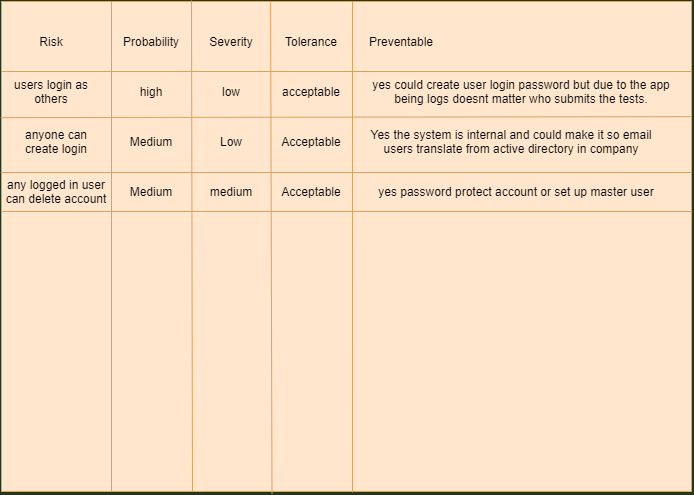 Risk Probability Severity Tolerance Preventable
users login as
others
high low acceptable
yes could create user login password but due to the app
being logs doesnt matter who submits the tests.
anyone can
create login
Medium Low Acceptable
Yes the system is internal and could make it so email
users translate from active directory in company
any logged in user
can delete account
Medium medium Acceptable
yes password protect account or set up master user